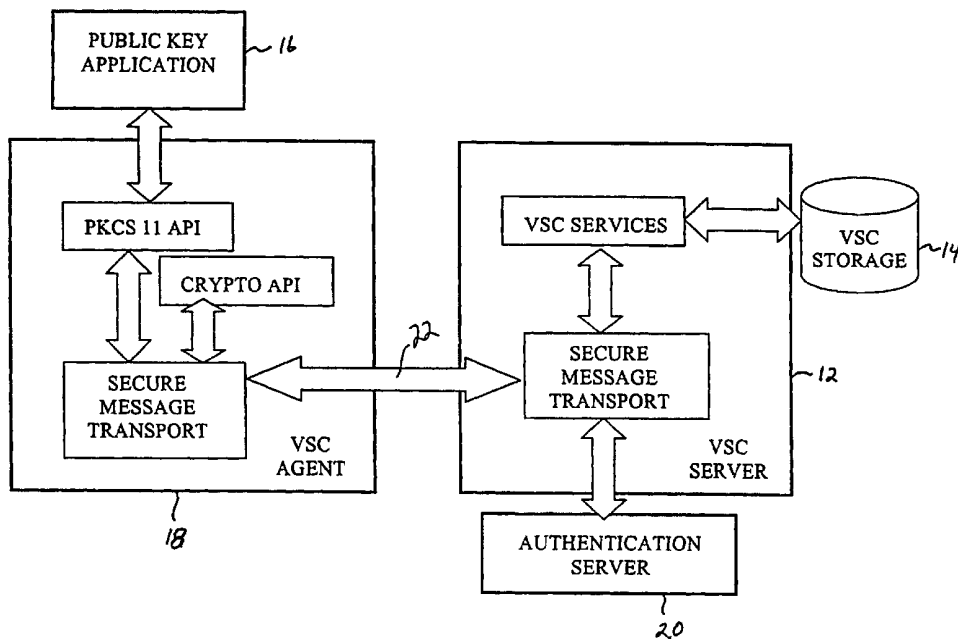 PUBLIC KEY
APPLICATION
16
PKCS 11 API
CRYPTO API
SECURE
MESSAGE
TRANSPORT
VSC
AGENT
18
22
VSC SERVICES
SECURE
MESSAGE
TRANSPORT
VSC
SERVER
12
VSC
STORAGE
14
AUTHENTICATION
SERVER
20